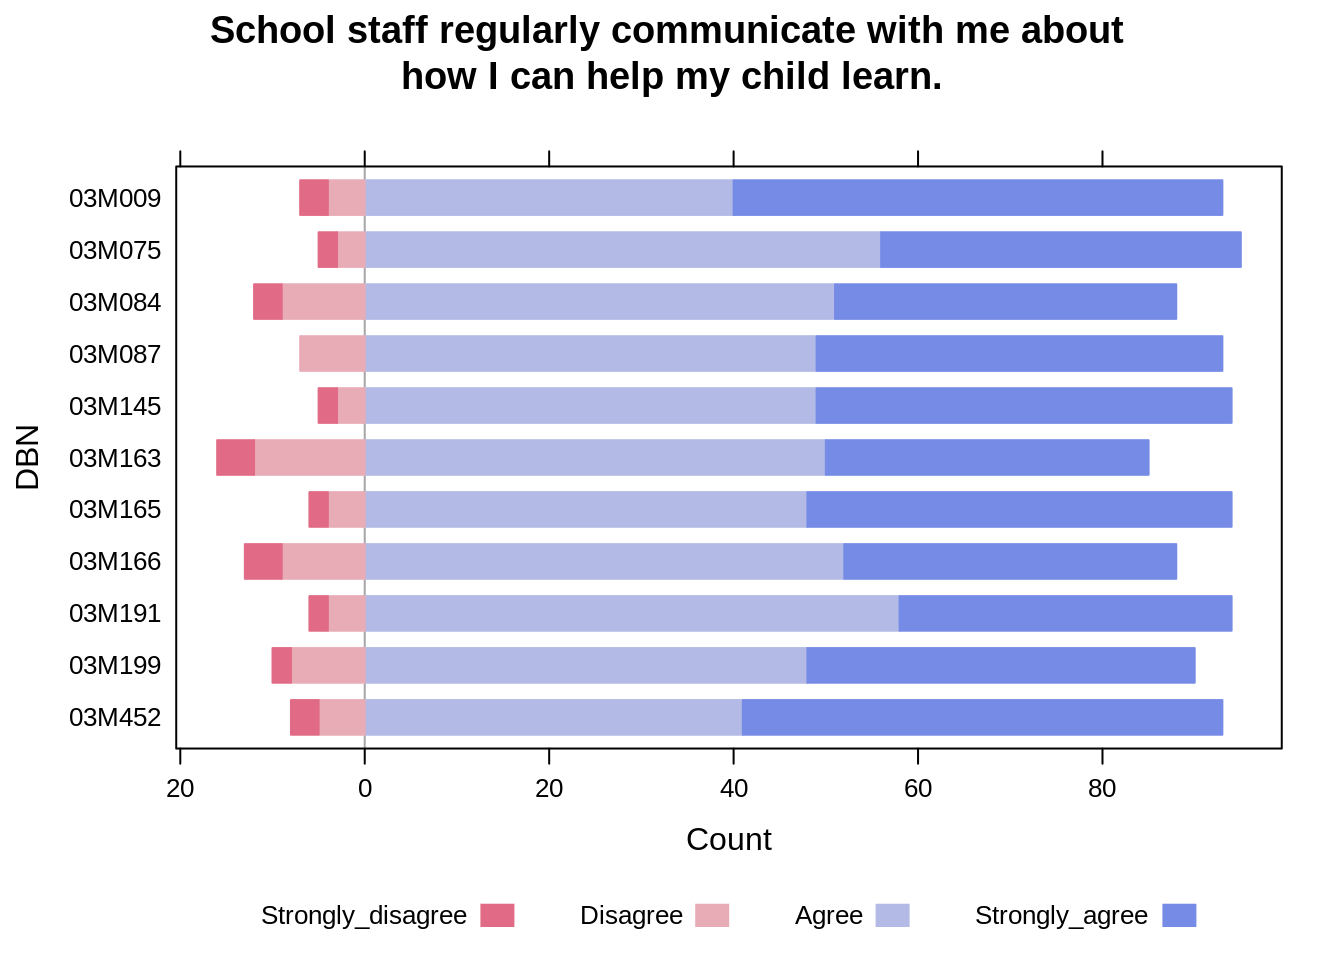 School staff regularly communicate with me about
how I can help my child learn.
DBN
03M009
03M075
03M084
03M087
03M145
03M163
03M165
03M166
03M191
03M199
03M452
20 0 20 40 60 80
Count
Strongly_disagree Disagree Agree Strongly_agree